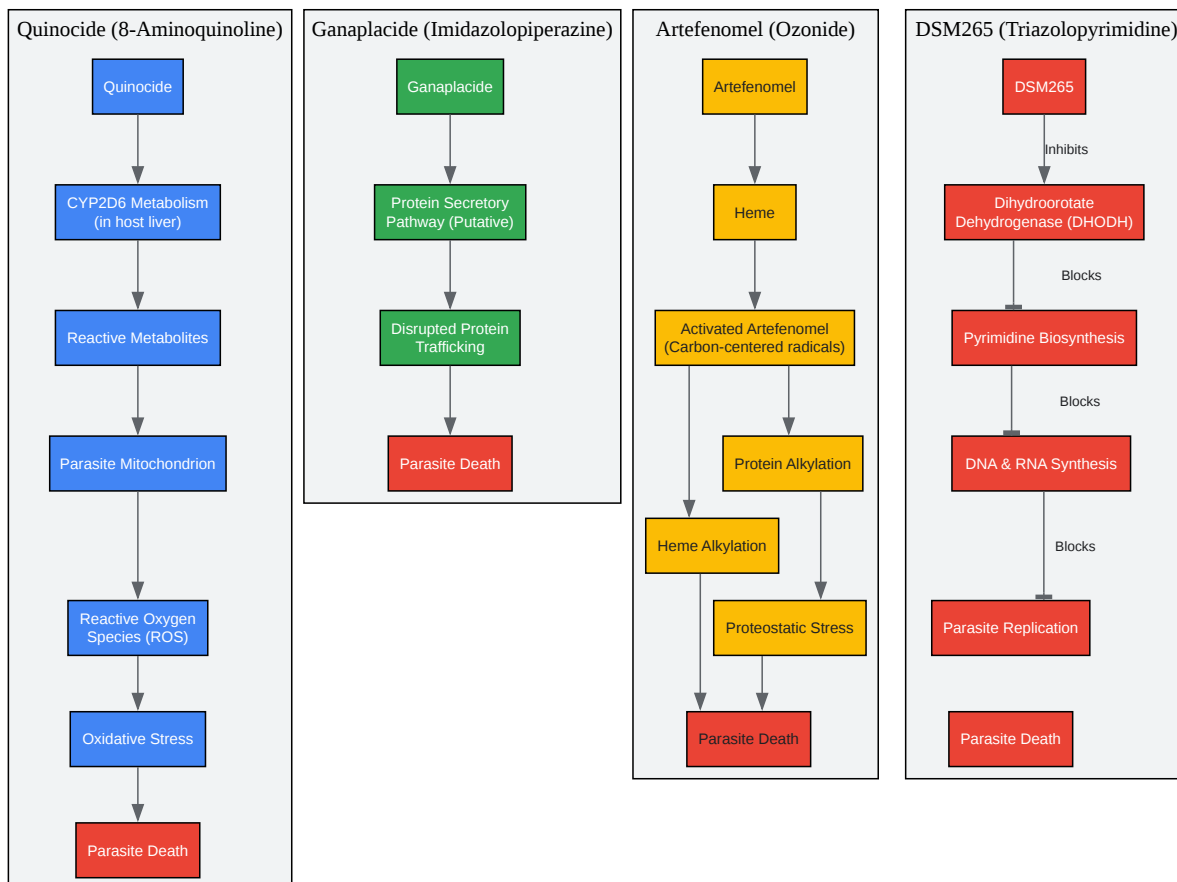 Quinocide (8-Aminoquinoline)
Quinocide
CYP2D6 Metabolism
(in host liver)
Reactive Metabolites
Parasite Mitochondrion
Reactive Oxygen
Species (ROS)
Oxidative Stress
Parasite Death
Ganaplacide (Imidazolopiperazine)
Ganaplacide
Protein Secretory
Pathway (Putative)
Disrupted Protein
Trafficking
Parasite Death
Artefenomel (Ozonide)
Artefenomel
Heme
Activated Artefenomel
(Carbon-centered radicals)
Protein Alkylation
Heme Alkylation
Proteostatic Stress
Parasite Death
DSM265 (Triazolopyrimidine)
DSM265
Inhibits
Dihydroorotate
Dehydrogenase (DHODH)
Blocks
Pyrimidine Biosynthesis
Blocks
DNA & RNA Synthesis
Blocks
Parasite Replication
Parasite Death